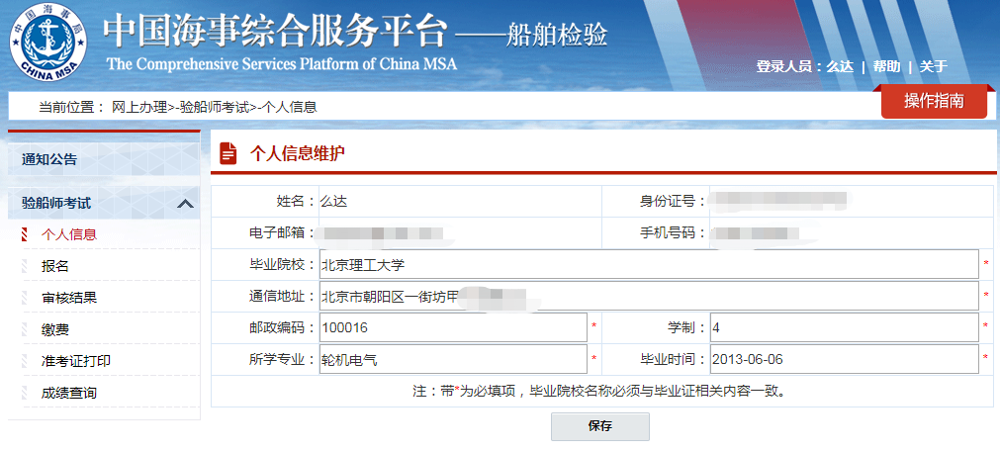 中国海事局
CHINA MSA
中国海事综合服务平台——船舶检验
The Comprehensive Services Platform of China MSA
登录人员：么达 | 帮助 | 关于
当前位置： 网上办理>-验船师考试>-个人信息
操作指南
通知公告
验船师考试
个人信息
报名
审核结果
缴费
准考证打印
成绩查询
个人信息维护
姓名：么达 身份证号：
电子邮箱： 手机号码：
毕业院校：北京理工大学 *
通信地址：北京市朝阳区一街坊甲 *
邮政编码：100016 * 学制：4 *
所学专业：轮机电气 * 毕业时间：2013-06-06 *
注：带*为必填项，毕业院校名称必须与毕业证相关内容一致。
保存